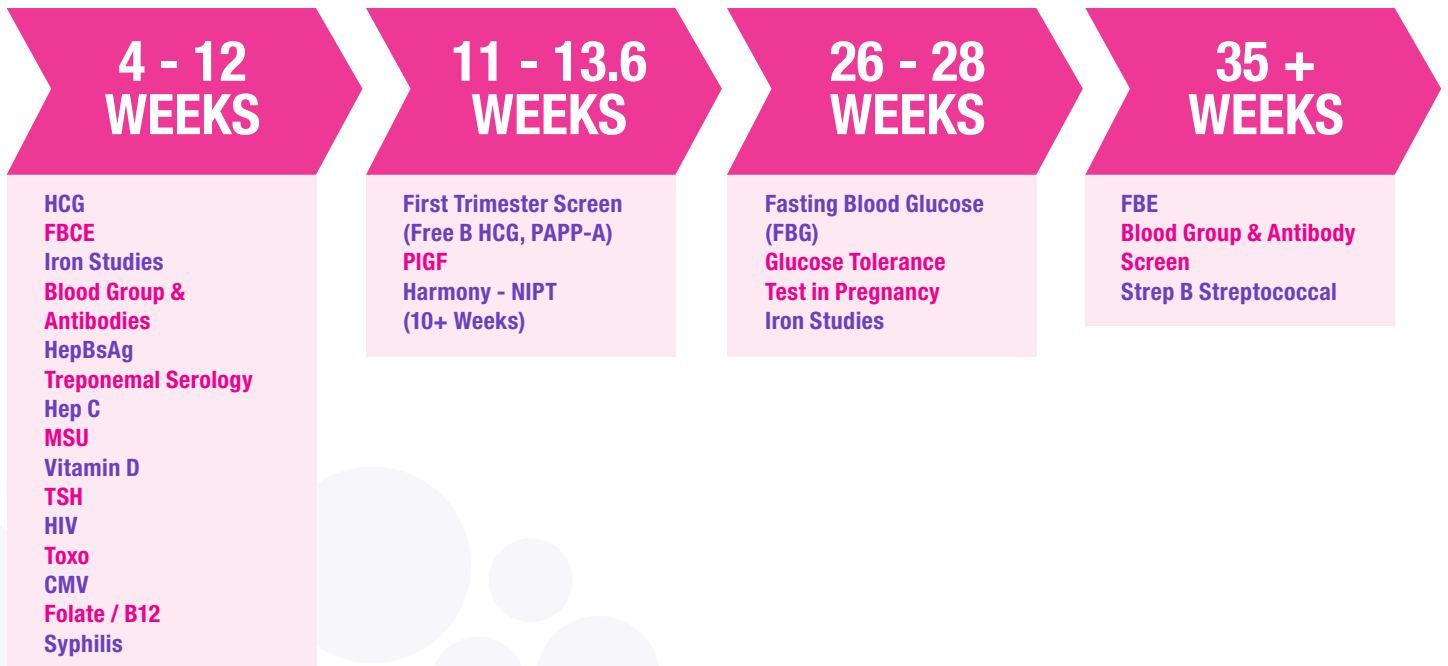 4 - 12
WEEKS
HCG
FBCE
Iron Studies
Blood Group &
Antibodies
HepBsAg
Treponemal Serology
Hep C
MSU
Vitamin D
TSH
HIV
Toxo
CMV
Folate / B12
Syphilis
11 - 13.6
WEEKS
First Trimester Screen
(Free B HCG, PAPP-A)
PIGF
Harmony - NIPT
(10+ Weeks)
26 - 28
WEEKS
Fasting Blood Glucose
(FBG)
Glucose Tolerance
Test in Pregnancy
Iron Studies
35 +
WEEKS
FBE
Blood Group & Antibody
Screen
Strep B Streptococcal